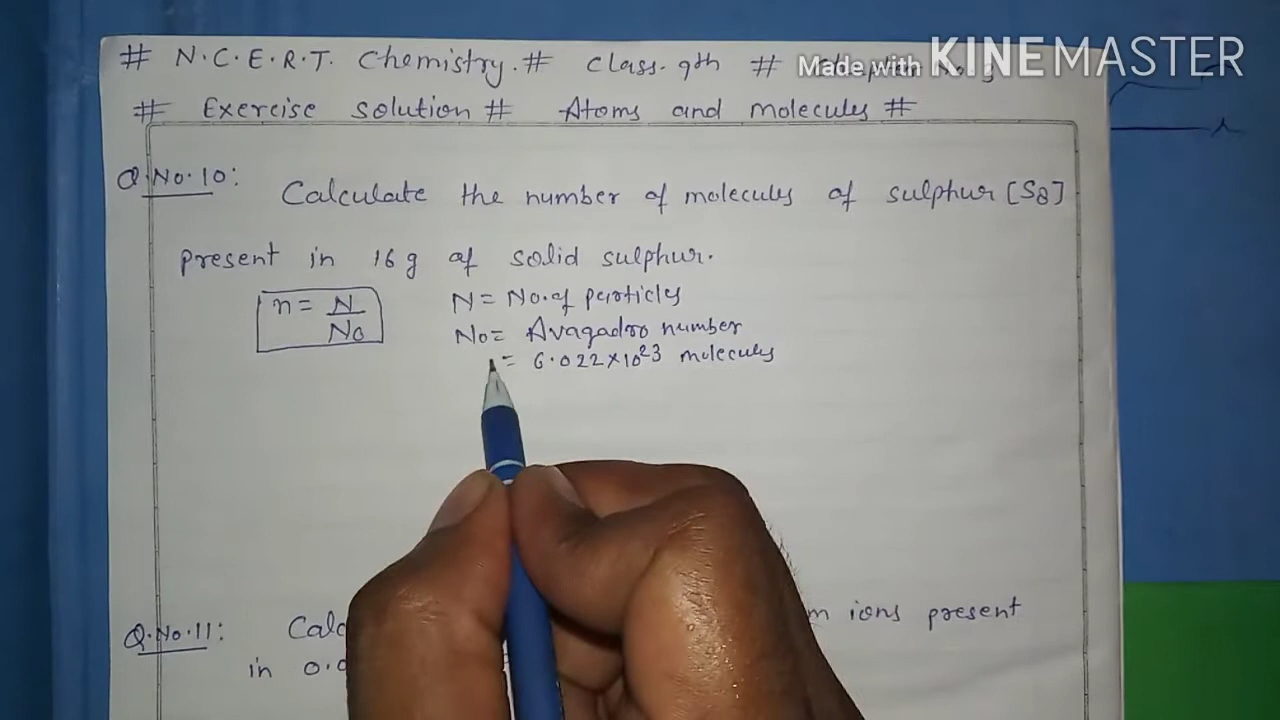 # N.C.E.R.T. Chemistry. # Class-9th #
Made with KINEMASTER
# Exercise solution # Atoms and molecules #
Q.No.10: Calculate the number of molecules of sulphur [S8]
present in 16 g of solid sulphur.
n = N/No N = No. of particles
No = Avagadro number
= 6.022×10²³ molecules
Q.No.11: ions present
in